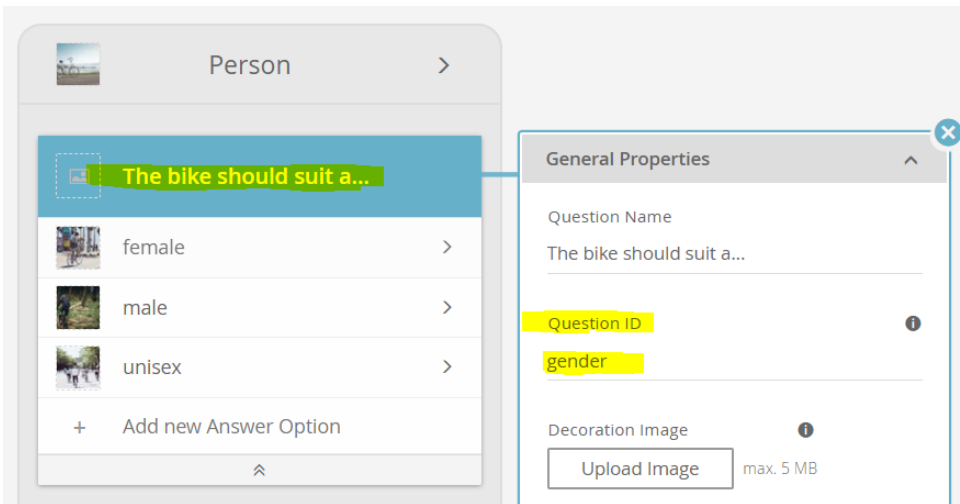 Person
The bike should suit a...
female
male
unisex
+ Add new Answer Option
General Properties
Question Name
The bike should suit a...
Question ID
gender
Decoration Image
Upload Image max. 5 MB